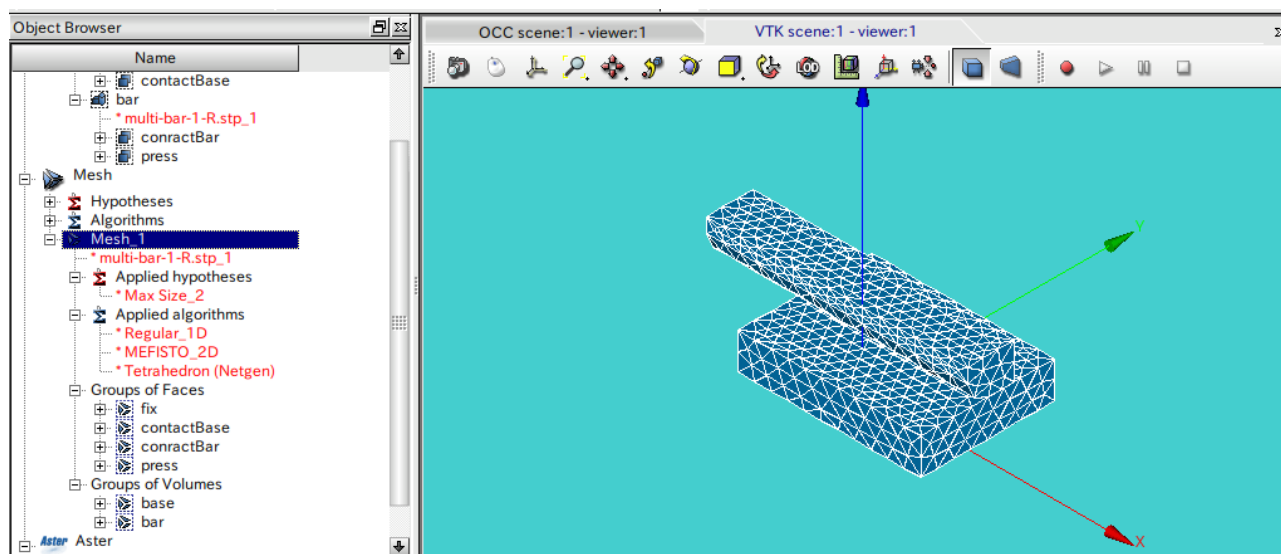 Object Browser
OCC scene:1 - viewer:1
VTK scene:1 - viewer:1
Name
contactBase
bar
* multi-bar-1-R.stp_1
conractBar
press
Mesh
Hypotheses
Algorithms
Mesh_1
* multi-bar-1-R.stp_1
Applied hypotheses
* Max Size_2
Applied algorithms
* Regular_1D
* MEFISTO_2D
* Tetrahedron (Netgen)
Groups of Faces
fix
contactBase
conractBar
press
Groups of Volumes
base
bar
Aster Aster
LOD
Y
X